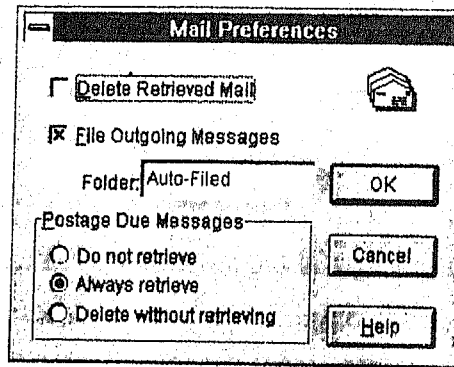 Mail Preferences
Delete Retrieved Mail
File Outgoing Messages
Folder: Auto-Filed
OK
Postage Due Messages
Do not retrieve
Cancel
Always retrieve
Delete without retrieving
Help